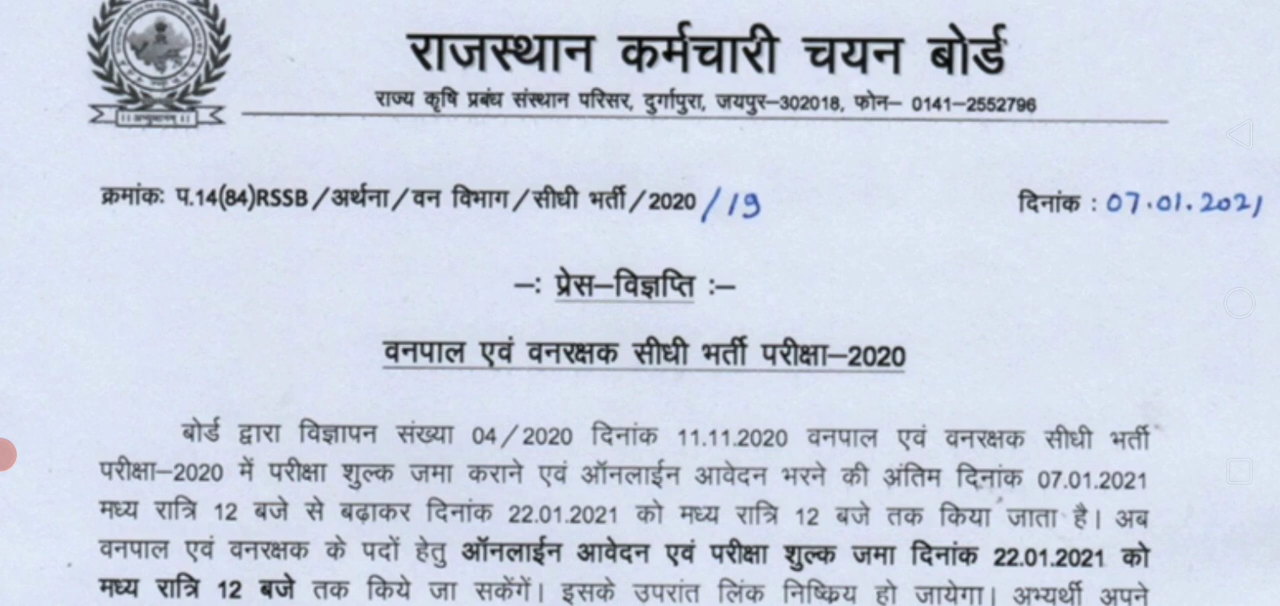 राजस्थान कर्मचारी चयन बोर्ड
राज्य कृषि प्रबंध संस्थान परिसर, दुर्गापुरा, जयपुर–302018, फोन– 0141–2552796
क्रमांकः प.14(84)RSSB/अर्थना/वन विभाग/सीधी भर्ती/2020/19 दिनांक : 07.01.2021
–: प्रेस–विज्ञप्ति :–
वनपाल एवं वनरक्षक सीधी भर्ती परीक्षा–2020
बोर्ड द्वारा विज्ञापन संख्या 04/2020 दिनांक 11.11.2020 वनपाल एवं वनरक्षक सीधी भर्ती
परीक्षा–2020 में परीक्षा शुल्क जमा कराने एवं ऑनलाईन आवेदन भरने की अंतिम दिनांक 07.01.2021
मध्य रात्रि 12 बजे से बढ़ाकर दिनांक 22.01.2021 को मध्य रात्रि 12 बजे तक किया जाता है। अब
वनपाल एवं वनरक्षक के पदों हेतु ऑनलाईन आवेदन एवं परीक्षा शुल्क जमा दिनांक 22.01.2021 को
मध्य रात्रि 12 बजे तक किये जा सकेंगें। इसके उपरांत लिंक निष्क्रिय हो जायेगा। अभ्यर्थी अपने